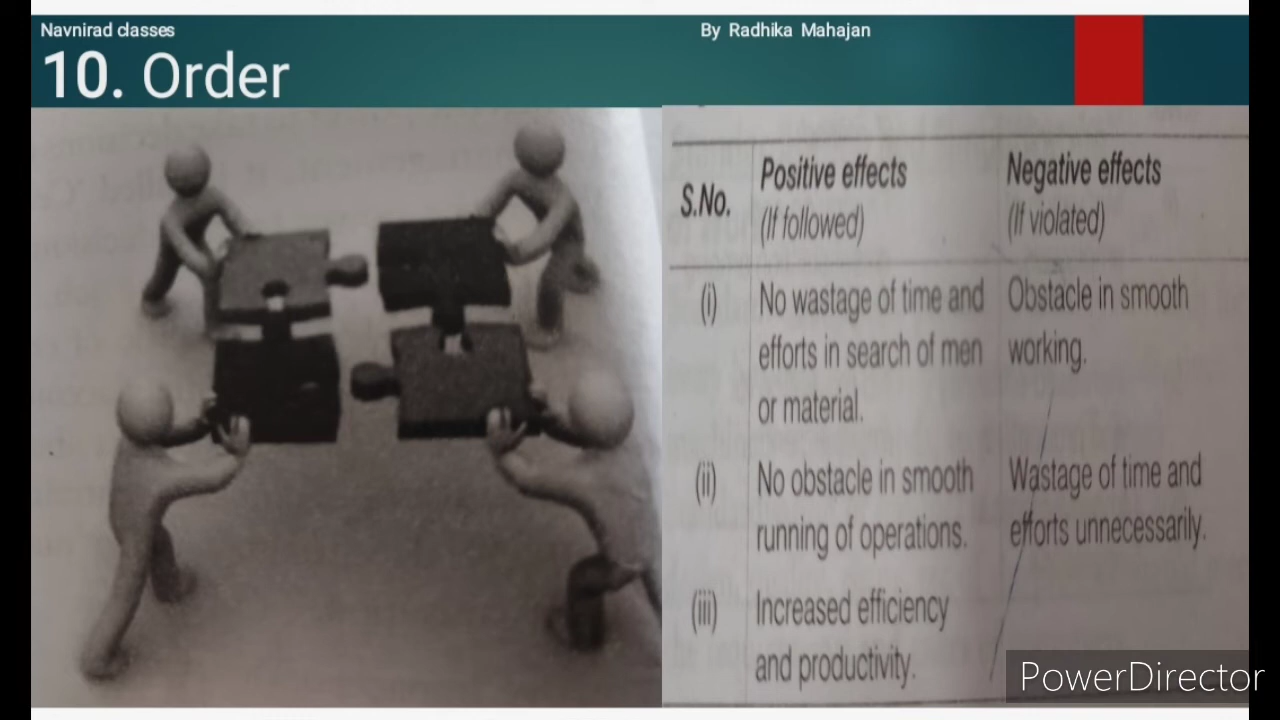 Navnirad classes
By Radhika Mahajan
10. Order
S.No.
Positive effects
(If followed)
Negative effects
(If violated)
(i)
No wastage of time and
efforts in search of men
or material.
Obstacle in smooth
working.
(ii)
No obstacle in smooth
running of operations.
Wastage of time and
efforts unnecessarily.
(iii)
Increased efficiency
and productivity.
PowerDirector